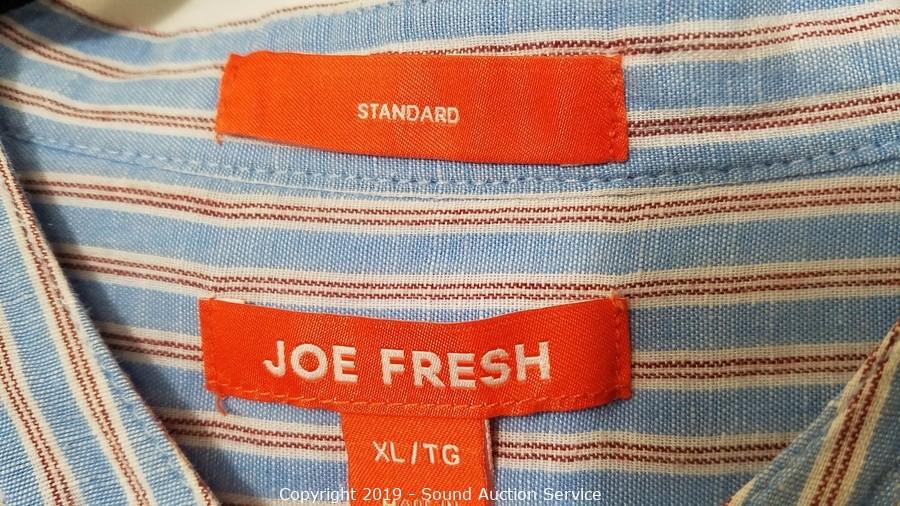 STANDARD
JOE FRESH
XL/TG
Copyright 2019 - Sound Auction Service